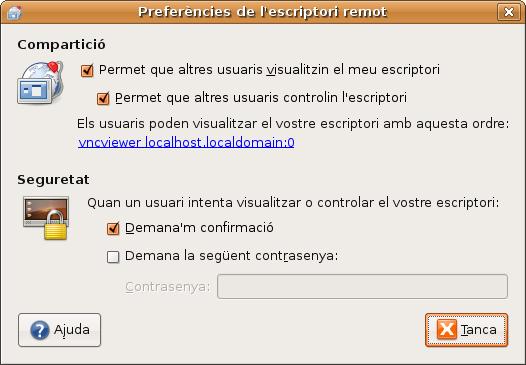 Preferències de l'escriptori remot
Compartició
Permet que altres usuaris visualitzin el meu escriptori
Permet que altres usuaris controlin l'escriptori
Els usuaris poden visualitzar el vostre escriptori amb aquesta ordre:
vncviewer localhost.localdomain:0
Seguretat
Quan un usuari intenta visualitzar o controlar el vostre escriptori:
Demana'm confirmació
Demana la següent contrasenya:
Contrasenya:
Ajuda
Tanca